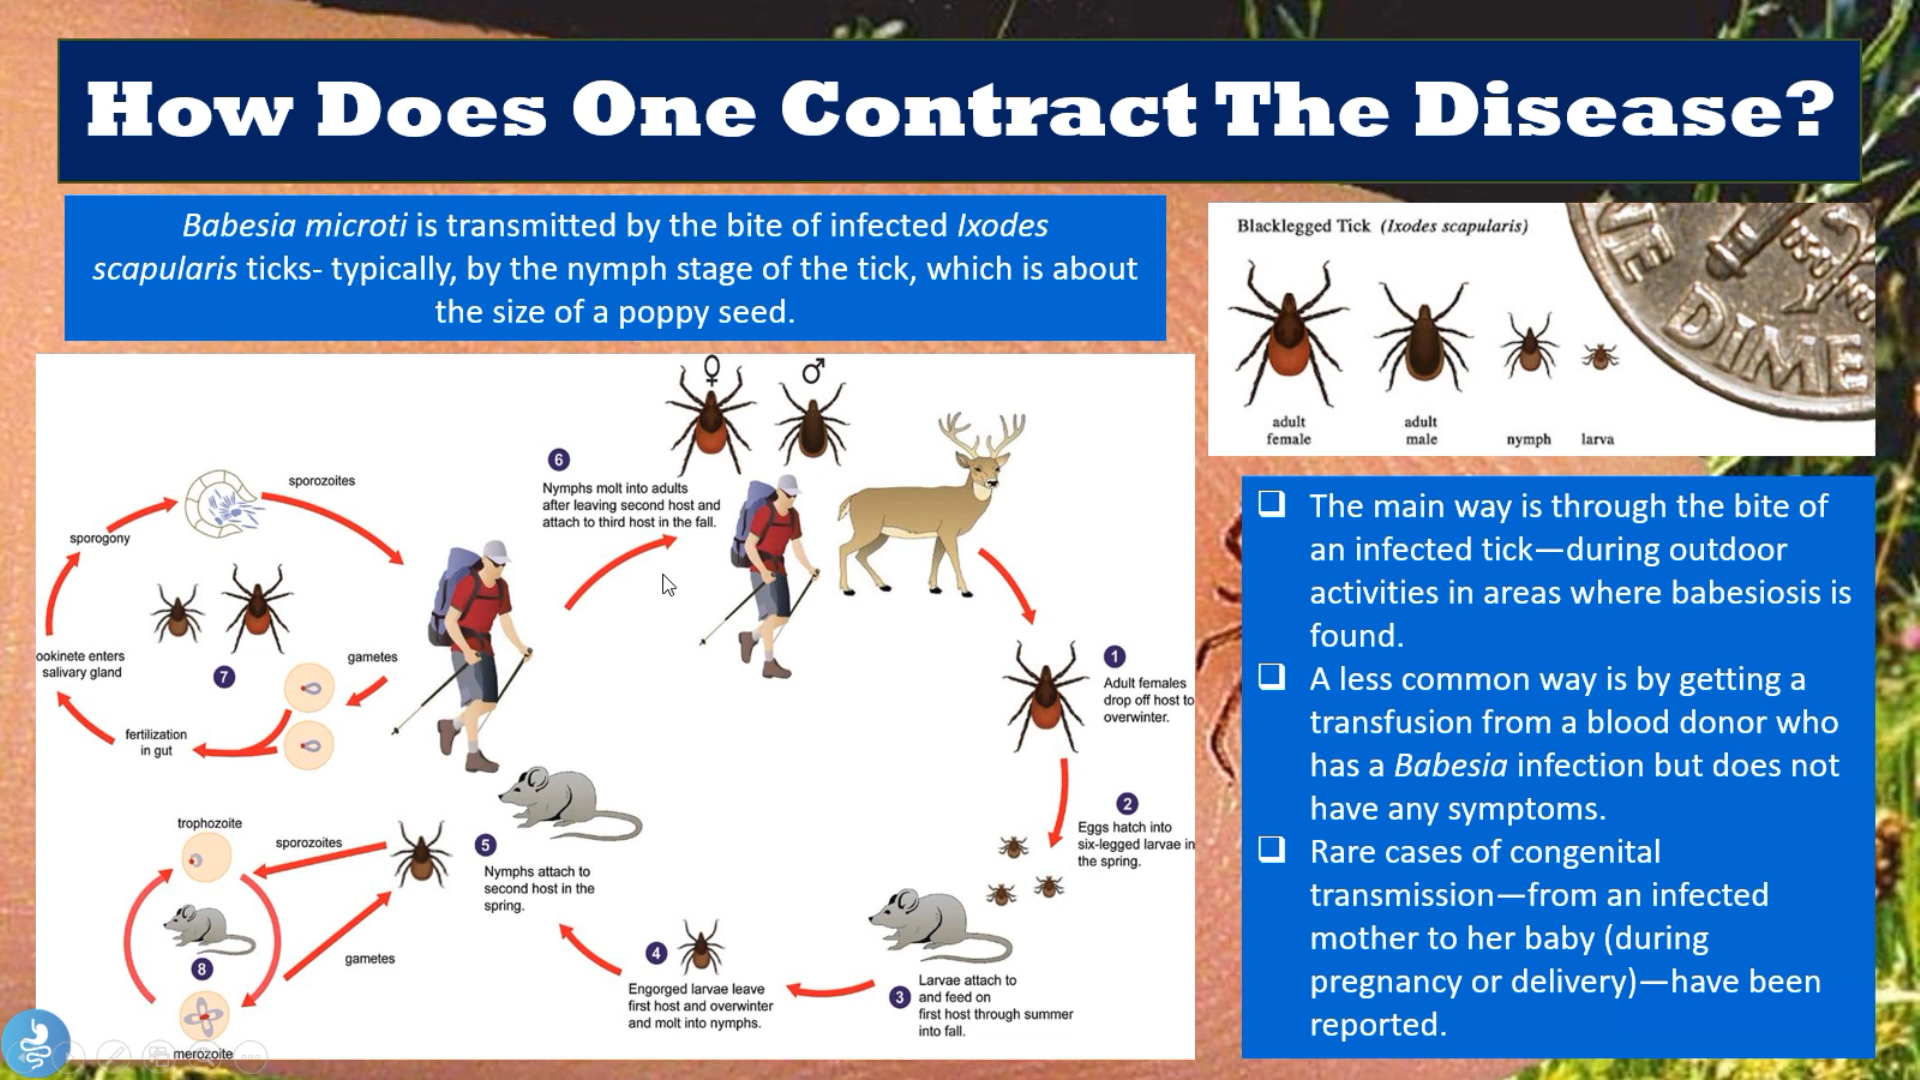 How Does One Contract The Disease?
Babesia microti is transmitted by the bite of infected Ixodes
scapularis ticks- typically, by the nymph stage of the tick, which is about
the size of a poppy seed.
Blacklegged Tick (Ixodes scapularis)
NE
DIME
adult
female
adult
male
nymph
larva
♀
♂
6
Nymphs molt into adults
after leaving second host and
attach to third host in the fall.
sporozoites
sporogony
ookinete enters
salivary gland
7
gametes
fertilization
in gut
1
Adult females
drop off host to
overwinter.
2
Eggs hatch into
six-legged larvae in
the spring.
3
Larvae attach to
and feed on
first host through summer
into fall.
4
Engorged larvae leave
first host and overwinter
and molt into nymphs.
5
Nymphs attach to
second host in the
spring.
trophozoite
sporozoites
8
gametes
merozoite
The main way is through the bite of
an infected tick—during outdoor
activities in areas where babesiosis is
found.
A less common way is by getting a
transfusion from a blood donor who
has a Babesia infection but does not
have any symptoms.
Rare cases of congenital
transmission—from an infected
mother to her baby (during
pregnancy or delivery)—have been
reported.